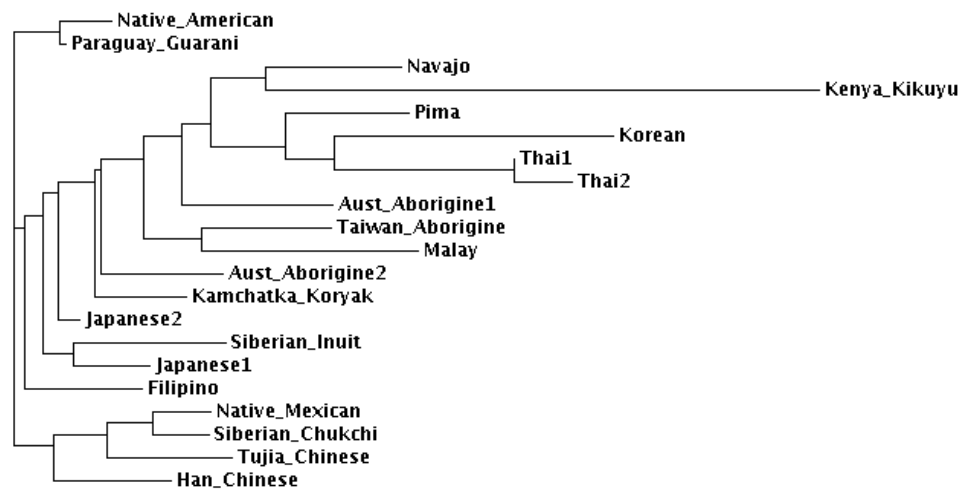 Native_American
Paraguay_Guarani
Navajo
Kenya_Kikuyu
Pima
Korean
Thai1
Thai2
Aust_Aborigine1
Taiwan_Aborigine
Malay
Aust_Aborigine2
Kamchatka_Koryak
Japanese2
Siberian_Inuit
Japanese1
Filipino
Native_Mexican
Siberian_Chukchi
Tujia_Chinese
Han_Chinese